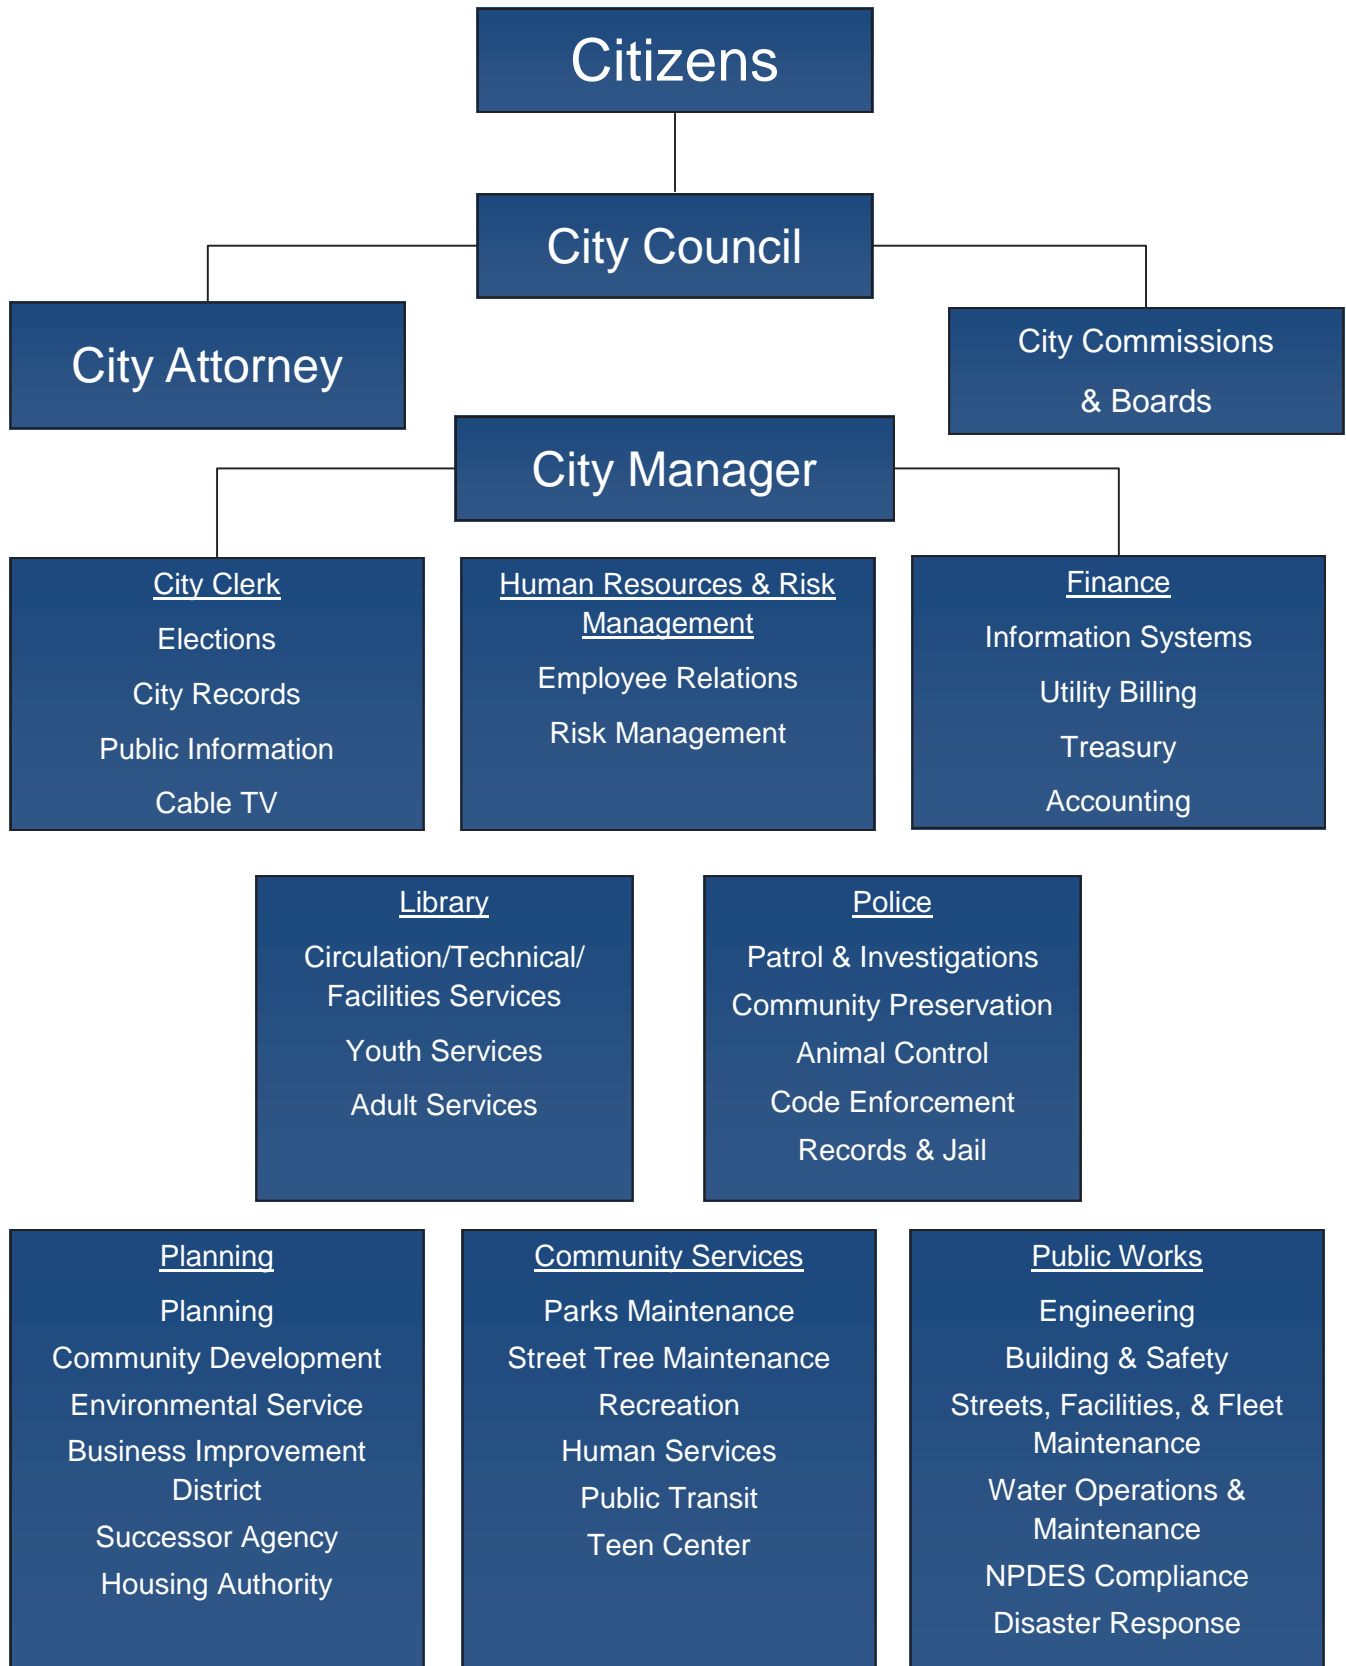 Citizens
City Council
City Attorney
City Commissions
& Boards
City Manager
City Clerk
Elections
City Records
Public Information
Cable TV
Human Resources & Risk
Management
Employee Relations
Risk Management
Finance
Information Systems
Utility Billing
Treasury
Accounting
Library
Circulation/Technical/
Facilities Services
Youth Services
Adult Services
Police
Patrol & Investigations
Community Preservation
Animal Control
Code Enforcement
Records & Jail
Planning
Planning
Community Development
Environmental Service
Business Improvement
District
Successor Agency
Housing Authority
Community Services
Parks Maintenance
Street Tree Maintenance
Recreation
Human Services
Public Transit
Teen Center
Public Works
Engineering
Building & Safety
Streets, Facilities, & Fleet
Maintenance
Water Operations &
Maintenance
NPDES Compliance
Disaster Response